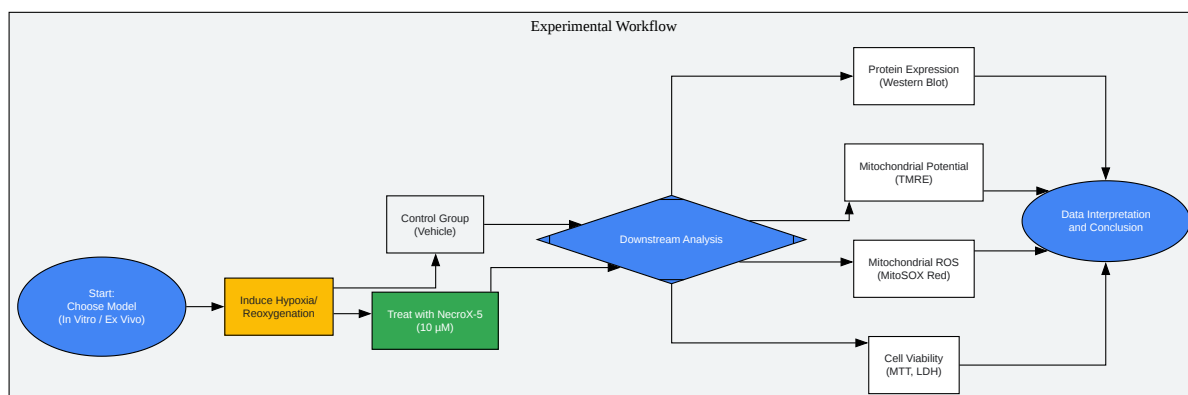 Experimental Workflow
Start:
Choose Model
(In Vitro / Ex Vivo)
Induce Hypoxia/
Reoxygenation
Control Group
(Vehicle)
Treat with NecroX-5
(10 µM)
Downstream Analysis
Protein Expression
(Western Blot)
Mitochondrial Potential
(TMRE)
Mitochondrial ROS
(MitoSOX Red)
Cell Viability
(MTT, LDH)
Data Interpretation
and Conclusion